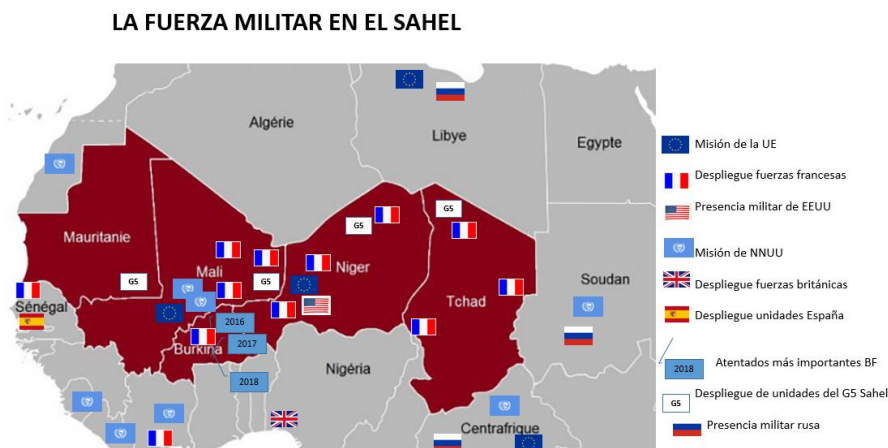 LA FUERZA MILITAR EN EL SAHEL
Algérie
Libye
Egypte
Mauritanie
G5
G5
Mali
G5
G5
Niger
Tchad
Soudan
Sénégal
2016
Burkina
2017
2018
Nigéria
Centrafrique
Misión de la UE
Despliegue fuerzas francesas
Presencia militar de EEUU
Misión de NNUU
Despliegue fuerzas británicas
Despliegue unidades España
2018 Atentados más importantes BF
G5 Despliegue de unidades del G5 Sahel
Presencia militar rusa